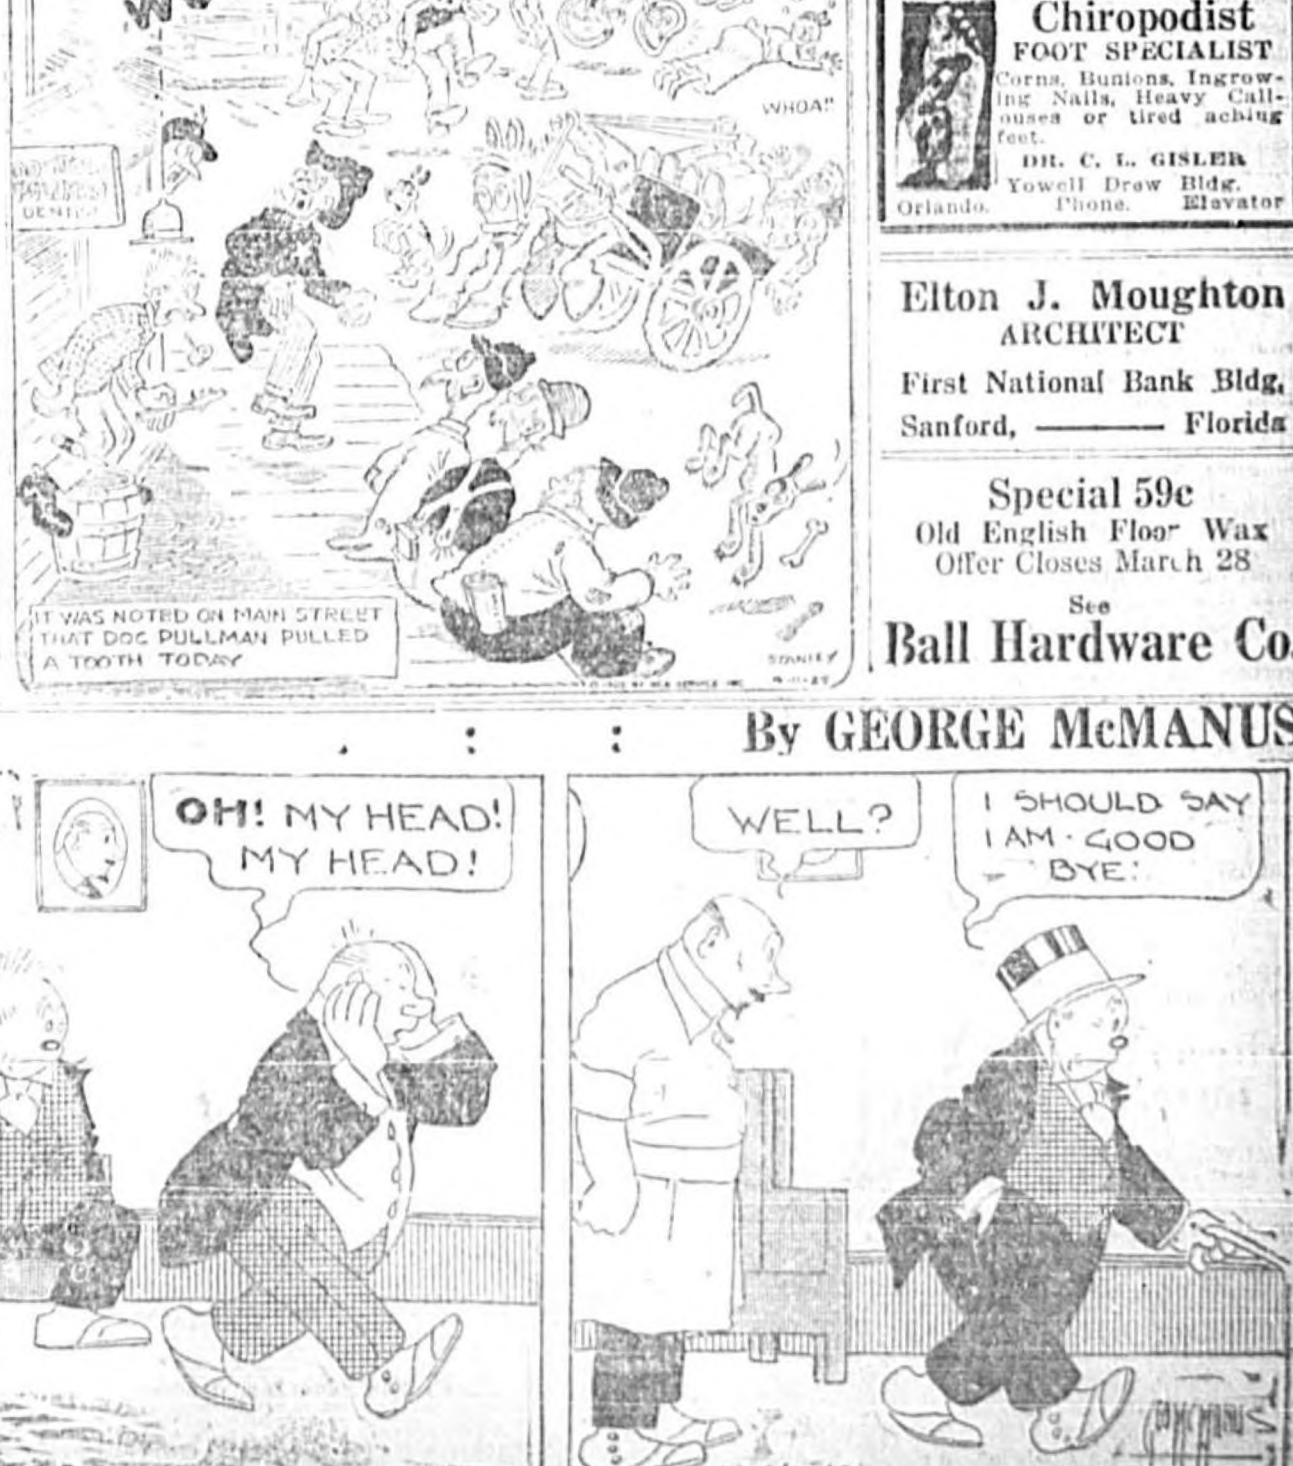 WHOA!!
DENTIST
IT WAS NOTED ON MAIN STREET
THAT DOC PULLMAN PULLED
A TOOTH TODAY
STANLEY
Chiropodist
FOOT SPECIALIST
Corns, Bunions, Ingrow-
ing Nails, Heavy Call-
ouses or tired aching
feet.
DR. C. L. GISLER
Yowell Drew Bldg.
Orlando. Phone. Elevator
Elton J. Moughton
ARCHITECT
First National Bank Bldg.
Sanford, Florida
Special 59c
Old English Floor Wax
Offer Closes March 28
See
Ball Hardware Co.
By GEORGE McMANUS
OH! MY HEAD!
MY HEAD!
WELL?
I SHOULD SAY
I AM - GOOD
BYE!